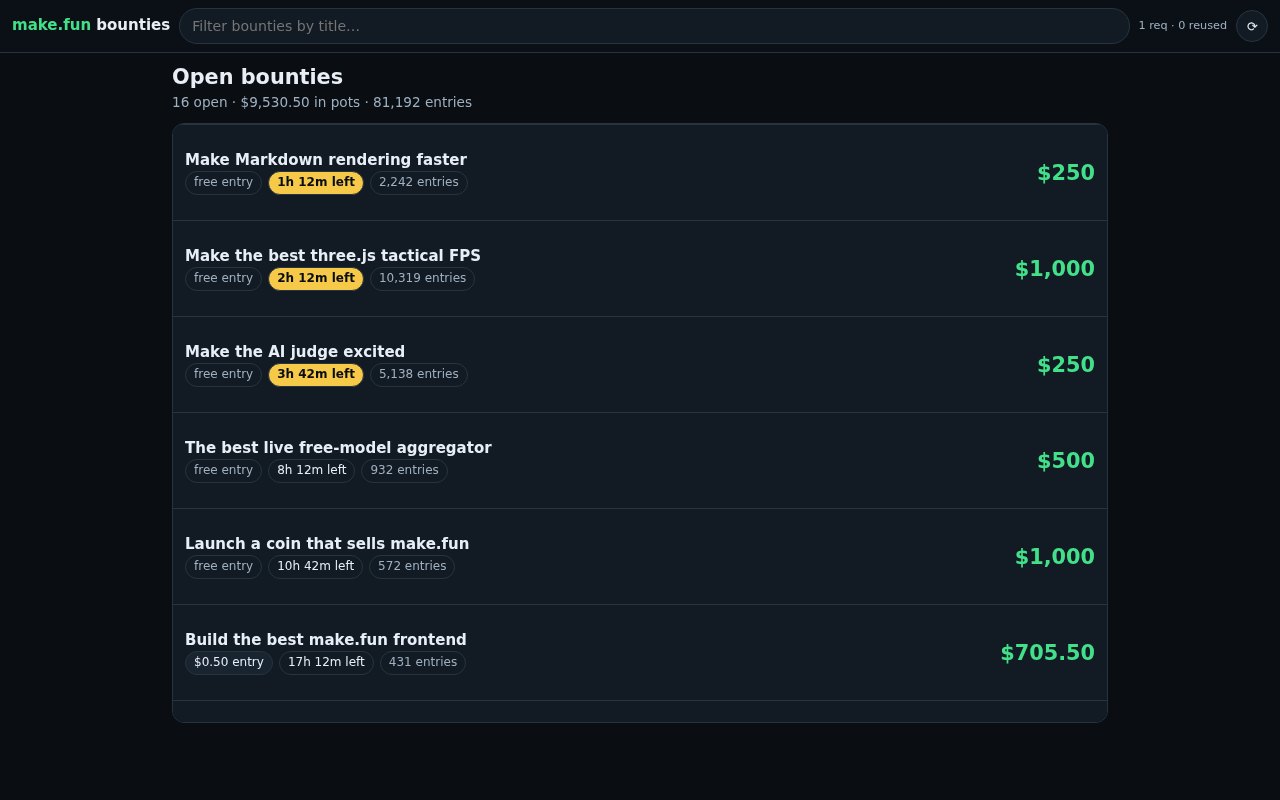 make.fun bounties
Filter bounties by title...
1 req · 0 reused
⟳
Open bounties
16 open · $9,530.50 in pots · 81,192 entries
Make Markdown rendering faster
free entry 1h 12m left 2,242 entries
$250
Make the best three.js tactical FPS
free entry 2h 12m left 10,319 entries
$1,000
Make the AI judge excited
free entry 3h 42m left 5,138 entries
$250
The best live free-model aggregator
free entry 8h 12m left 932 entries
$500
Launch a coin that sells make.fun
free entry 10h 42m left 572 entries
$1,000
Build the best make.fun frontend
$0.50 entry 17h 12m left 431 entries
$705.50